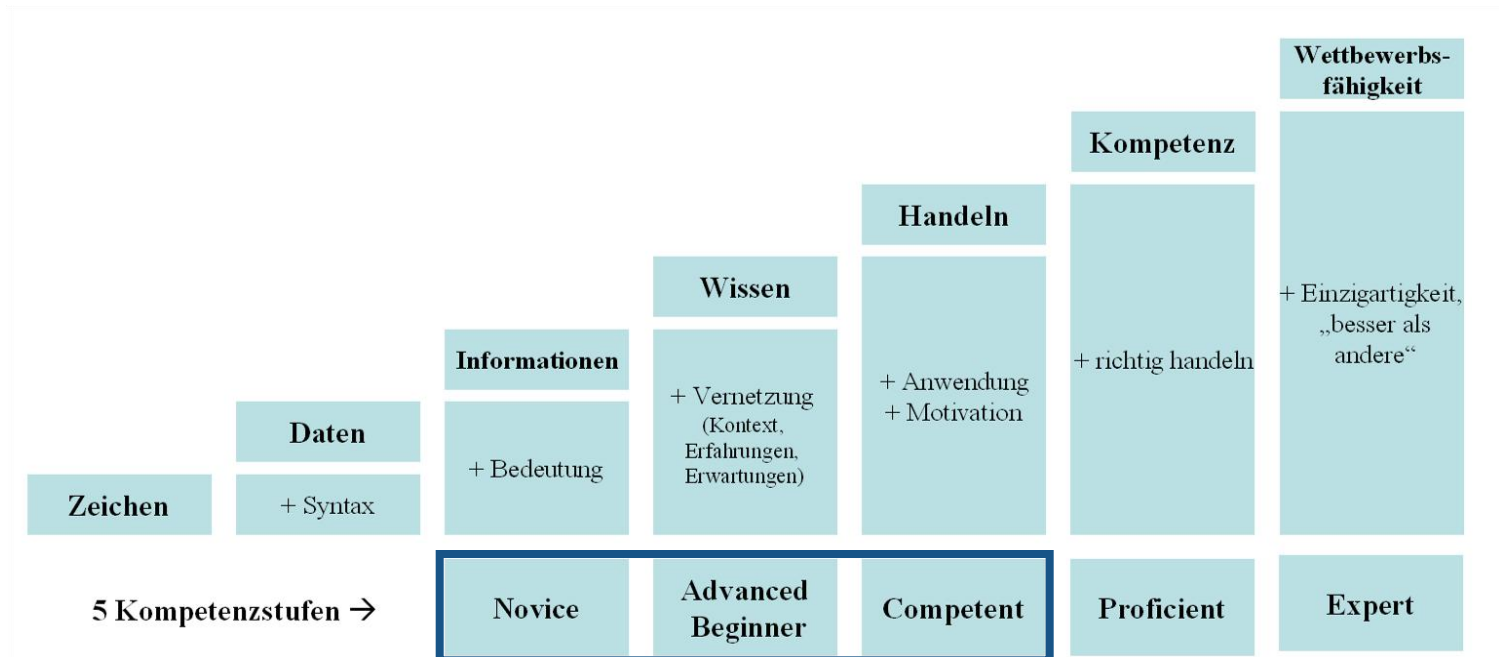 Zeichen
Daten
+ Syntax
Informationen
+ Bedeutung
Wissen
+ Vernetzung
(Kontext,
Erfahrungen,
Erwartungen)
Handeln
+ Anwendung
+ Motivation
Kompetenz
+ richtig handeln
Wettbewerbs-
fähigkeit
+ Einzigartigkeit,
„besser als
andere“
5 Kompetenzstufen →
Novice
Advanced
Beginner
Competent
Proficient
Expert